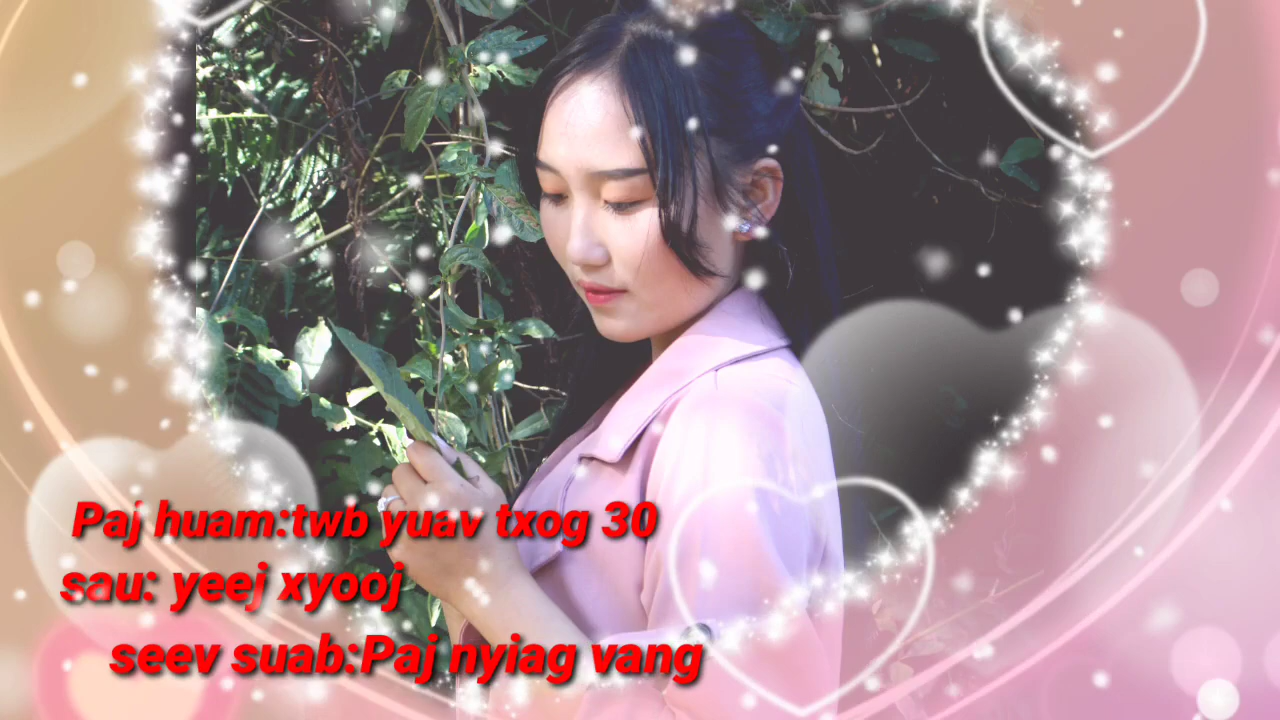 Paj huam:twb yuav txog 30
sau: yeej xyooj
seev suab:Paj nyiag vang